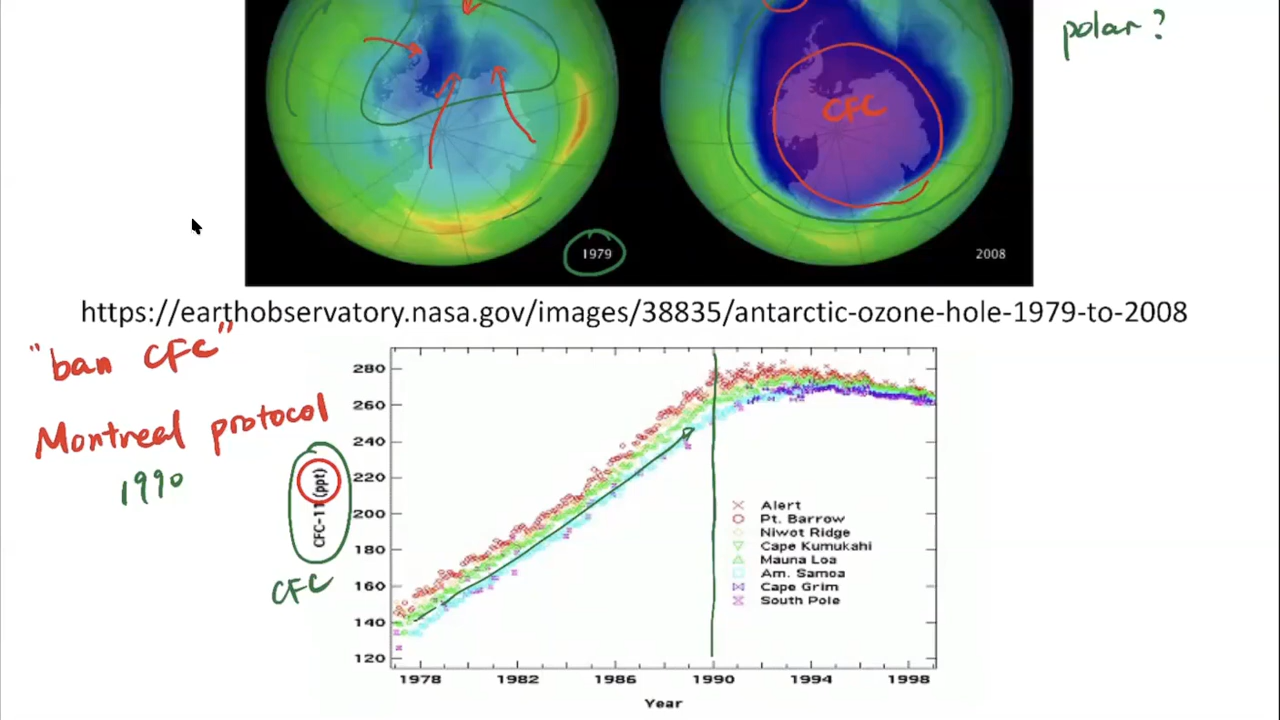 polar?
CFC
1979
2008
https://earthobservatory.nasa.gov/images/38835/antarctic-ozone-hole-1979-to-2008
"ban CFC"
Montreal protocol
1990
CFC-11 (ppt)
CFC
280
260
240
220
200
180
160
140
120
Alert
Pt. Barrow
Niwot Ridge
Cape Kumukahi
Mauna Loa
Am. Samoa
Cape Grim
South Pole
1978 1982 1986 1990 1994 1998
Year